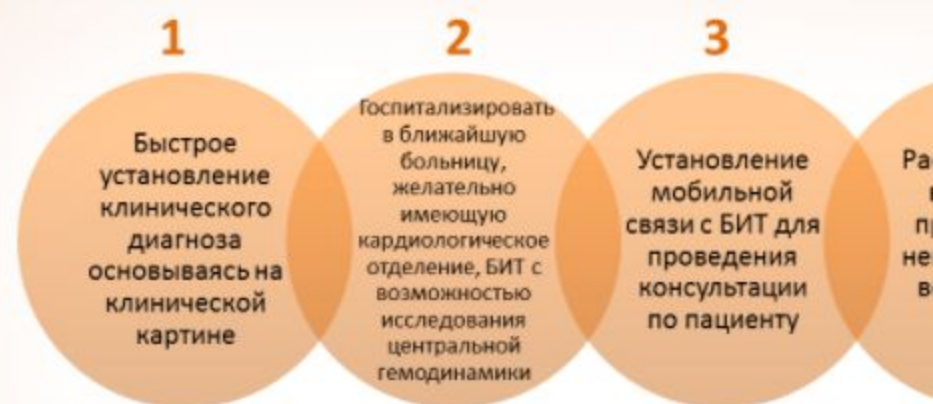 1
2
3
Быстрое
установление
клинического
диагноза
основываясь на
клинической
картине
Госпитализировать
в ближайшую
больницу,
желательно
имеющую
кардиологическое
отделение, БИТ с
возможностью
исследования
центральной
гемодинамики
Установление
мобильной
связи с БИТ для
проведения
консультации
по пациенту